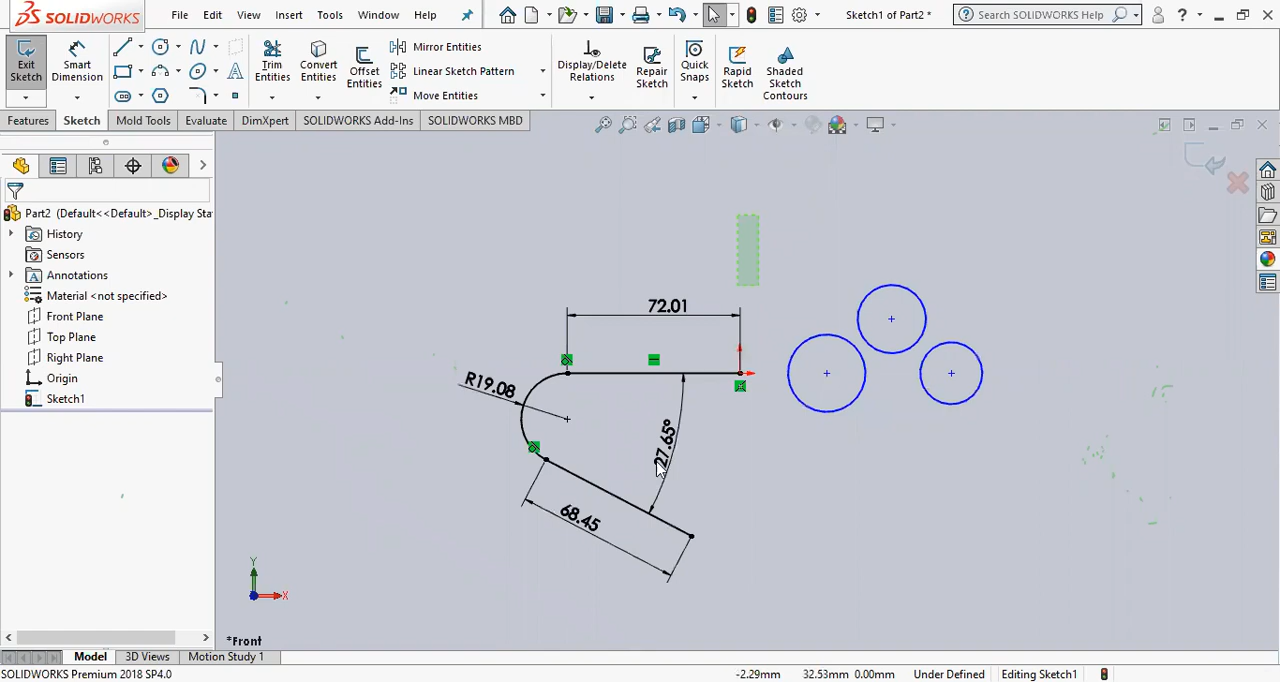 SOLIDWORKS File Edit View Insert Tools Window Help Sketch1 of Part2 * Search SOLIDWORKS Help ?
Exit Sketch
Smart Dimension
Trim Entities
Convert Entities
Offset Entities
Mirror Entities
Linear Sketch Pattern
Move Entities
Display/Delete Relations
Repair Sketch
Quick Snaps
Rapid Sketch
Shaded Sketch Contours
Features Sketch Mold Tools Evaluate DimXpert SOLIDWORKS Add-Ins SOLIDWORKS MBD
Part2 (Default<<Default>_Display Sta
History
Sensors
Annotations
Material <not specified>
Front Plane
Top Plane
Right Plane
Origin
Sketch1
72.01
R19.08
27.65°
68.45
Y
X
*Front
Model 3D Views Motion Study 1
SOLIDWORKS Premium 2018 SP4.0 -2.29mm 32.53mm 0.00mm Under Defined Editing Sketch1